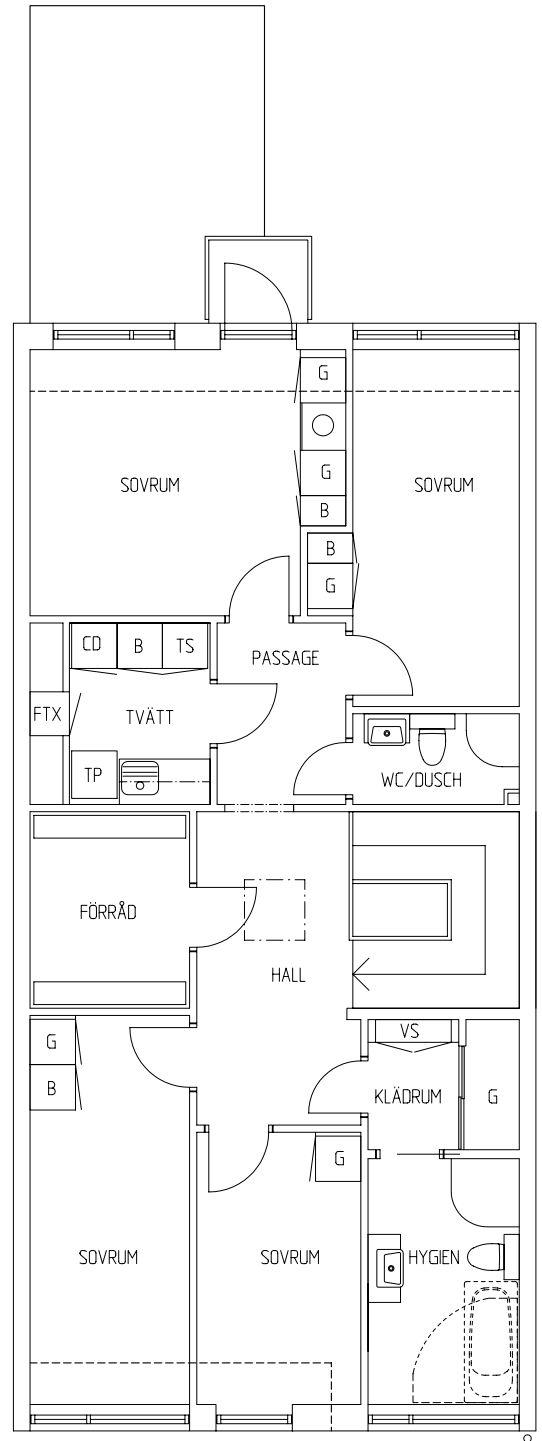 G
SOVRUM
G
SOVRUM
B
B
G
CD
B
TS
PASSAGE
FTX
TVÄTT
TP
WC/DUSCH
FÖRRÅD
HALL
G
VS
B
KLÄDRUM
G
G
SOVRUM
SOVRUM
HYGIEN